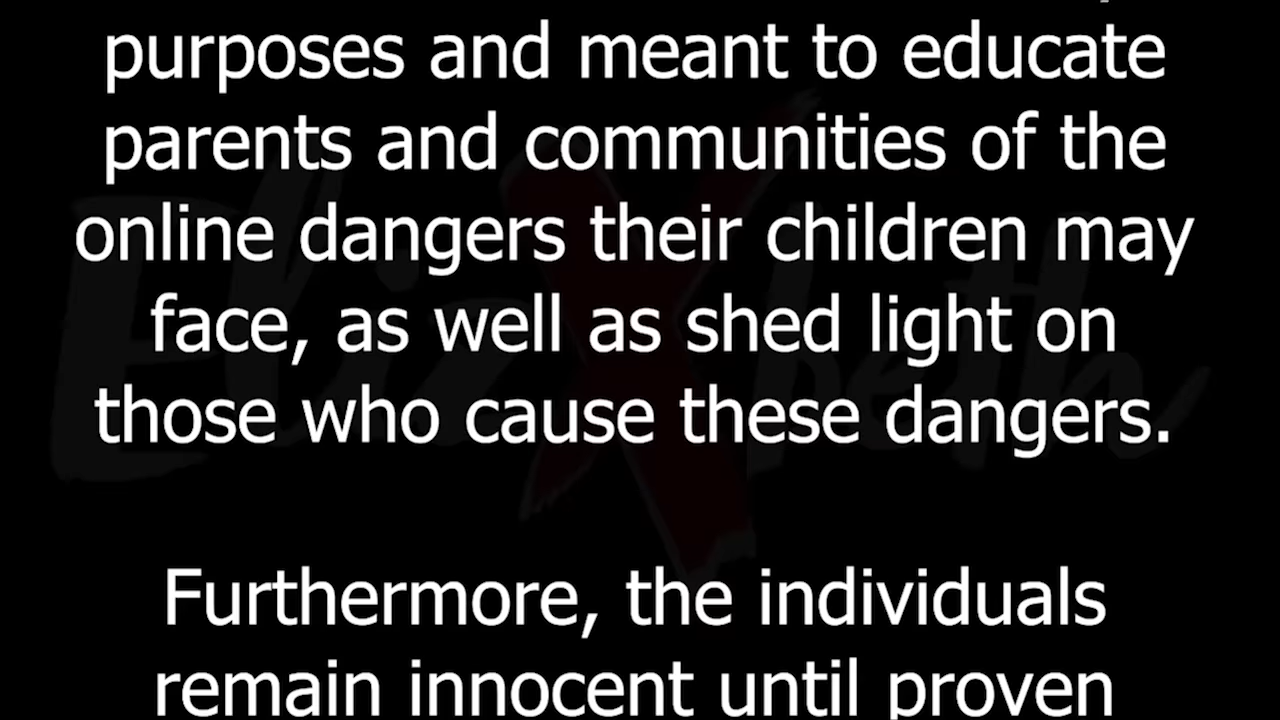 purposes and meant to educate
parents and communities of the
online dangers their children may
face, as well as shed light on
those who cause these dangers.
Furthermore, the individuals
remain innocent until proven